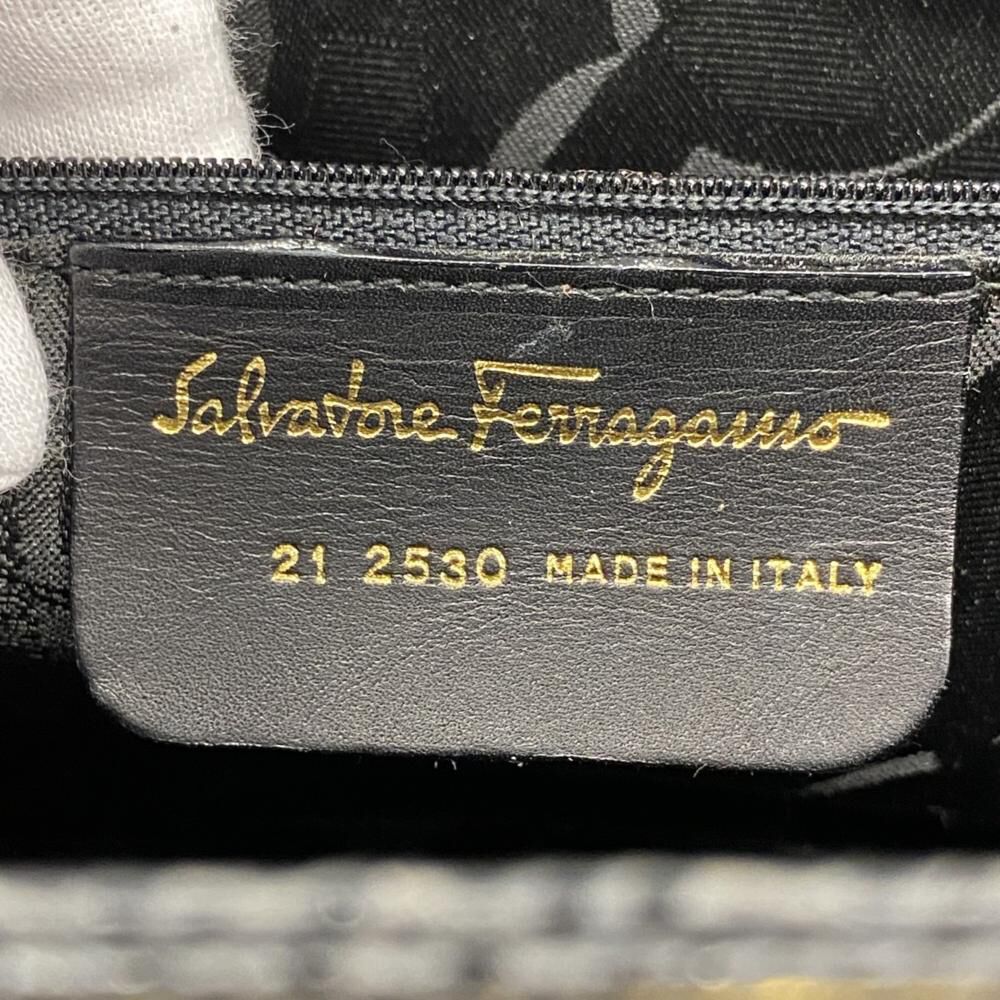 Salvatore Ferragamo
21 2530 MADE IN ITALY